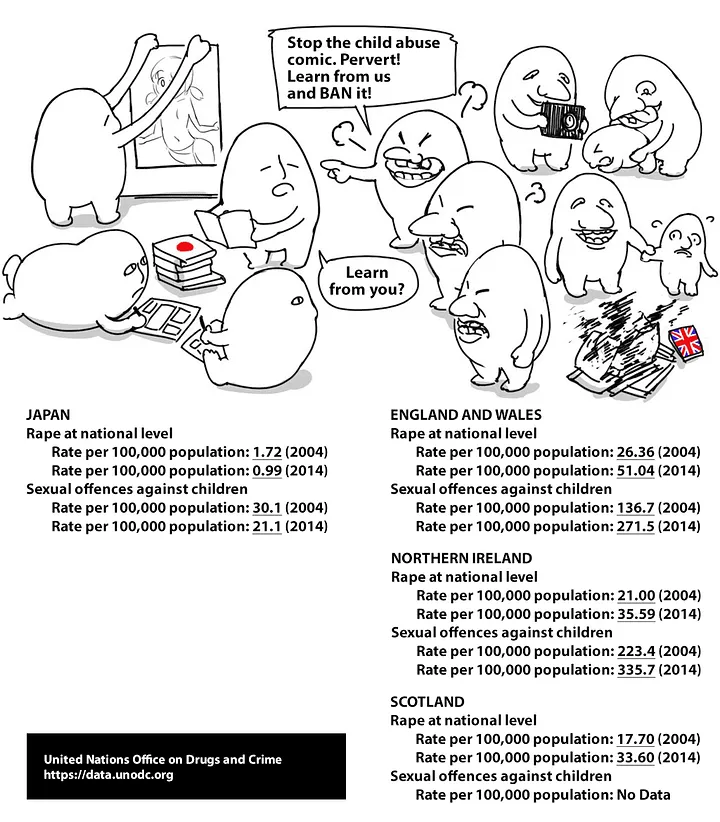 Stop the child abuse
comic. Pervert!
Learn from us
and BAN it!
Learn
from you?
JAPAN
Rape at national level
Rate per 100,000 population: 1.72 (2004)
Rate per 100,000 population: 0.99 (2014)
Sexual offences against children
Rate per 100,000 population: 30.1 (2004)
Rate per 100,000 population: 21.1 (2014)
ENGLAND AND WALES
Rape at national level
Rate per 100,000 population: 26.36 (2004)
Rate per 100,000 population: 51.04 (2014)
Sexual offences against children
Rate per 100,000 population: 136.7 (2004)
Rate per 100,000 population: 271.5 (2014)
NORTHERN IRELAND
Rape at national level
Rate per 100,000 population: 21.00 (2004)
Rate per 100,000 population: 35.59 (2014)
Sexual offences against children
Rate per 100,000 population: 223.4 (2004)
Rate per 100,000 population: 335.7 (2014)
SCOTLAND
Rape at national level
Rate per 100,000 population: 17.70 (2004)
Rate per 100,000 population: 33.60 (2014)
Sexual offences against children
Rate per 100,000 population: No Data
United Nations Office on Drugs and Crime
https://data.unodc.org